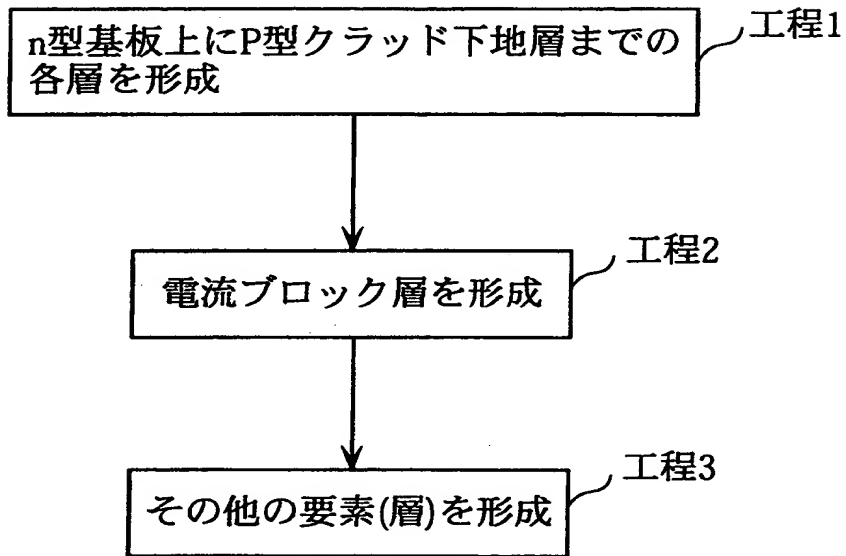 n型基板上にP型クラッド下地層までの
各層を形成
工程1
電流ブロック層を形成
工程2
その他の要素(層)を形成
工程3